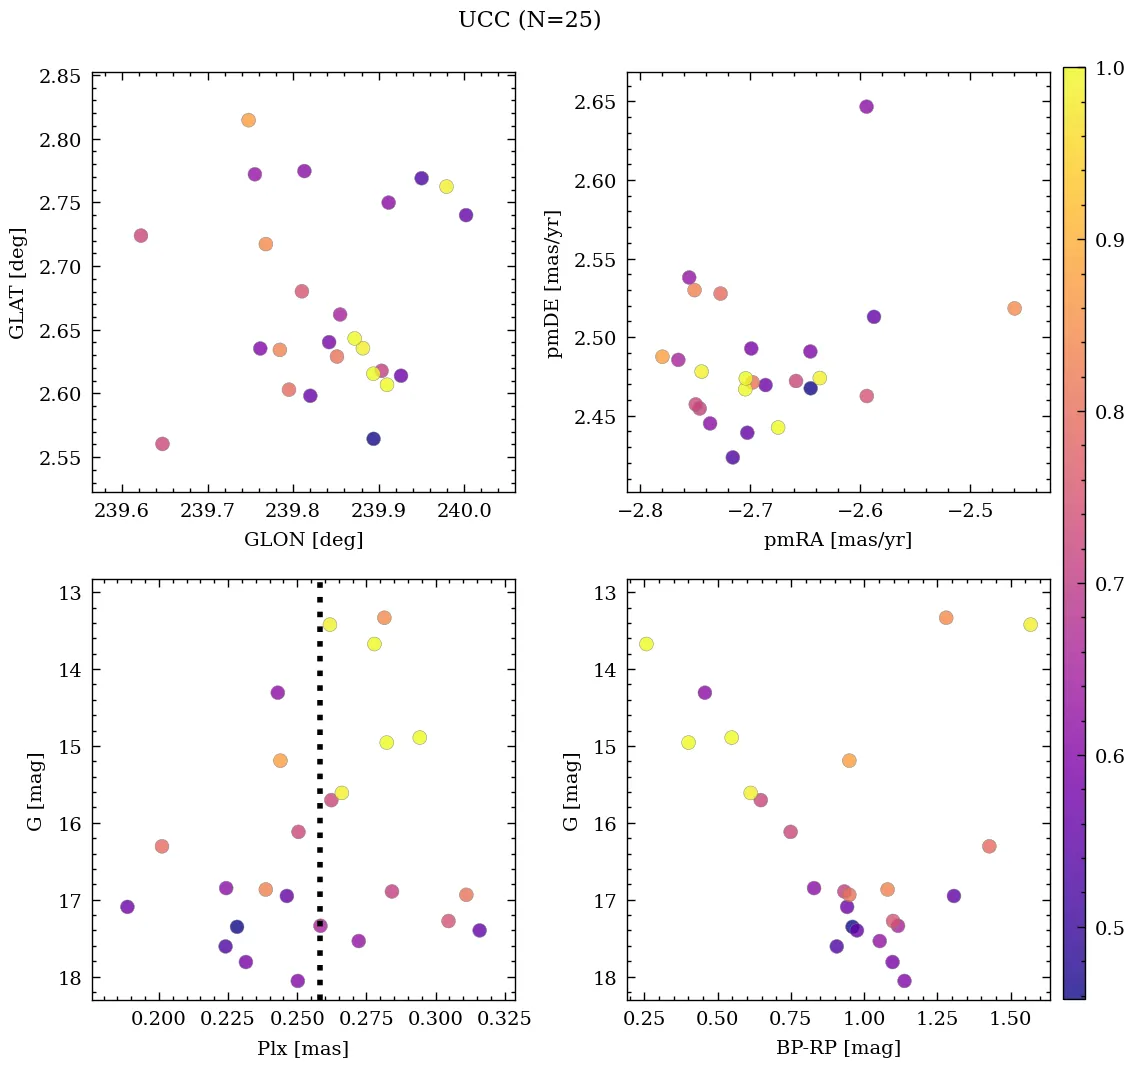 UCC (N=25)
2.85
2.80
2.75
2.70
2.65
2.60
2.55
GLAT [deg]
239.6 239.7 239.8 239.9 240.0
GLON [deg]
2.65
2.60
2.55
2.50
2.45
pmDE [mas/yr]
−2.8 −2.7 −2.6 −2.5
pmRA [mas/yr]
13
14
15
16
17
18
G [mag]
0.200 0.225 0.250 0.275 0.300 0.325
Plx [mas]
13
14
15
16
17
18
G [mag]
0.25 0.50 0.75 1.00 1.25 1.50
BP-RP [mag]
1.0
0.9
0.8
0.7
0.6
0.5